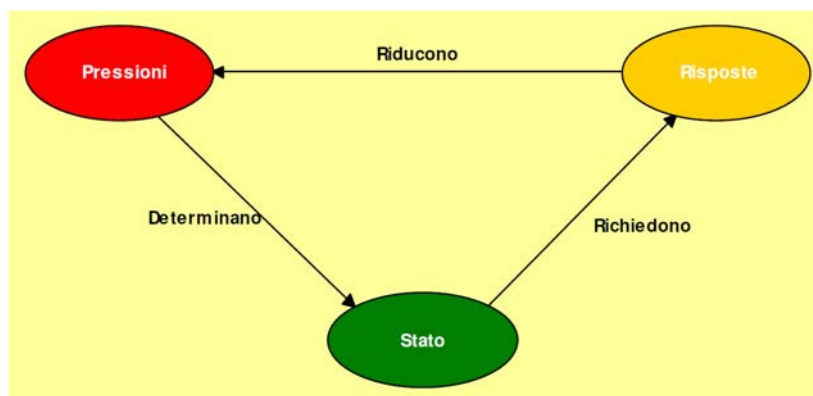 Riducono
Pressioni
Risposte
Determinano
Richiedono
Stato